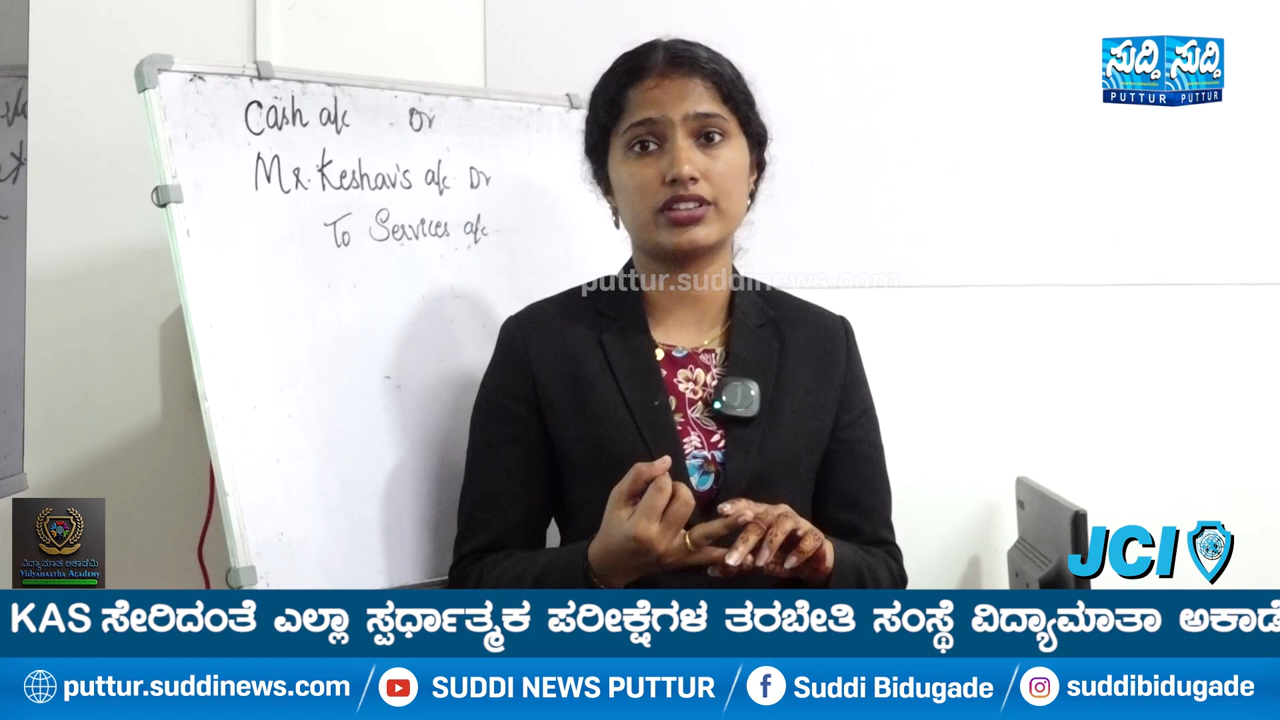 Cash a/c Dr
Mr. Keshav's a/c Dr
To Services a/c
ಸುದ್ದಿ ಸುದ್ದಿ
PUTTUR PUTTUR
puttur.suddinews.com
ವಿದ್ಯಾಮಾತ ಅಕಾಡೆಮಿ
Vidyamaatha Academy
JCI
KAS ಸೇರಿದಂತೆ ಎಲ್ಲಾ ಸ್ಪರ್ಧಾತ್ಮಕ ಪರೀಕ್ಷೆಗಳ ತರಬೇತಿ ಸಂಸ್ಥೆ ವಿದ್ಯಾಮಾತಾ ಅಕಾಡೆ
puttur.suddinews.com SUDDI NEWS PUTTUR Suddi Bidugade suddibidugade